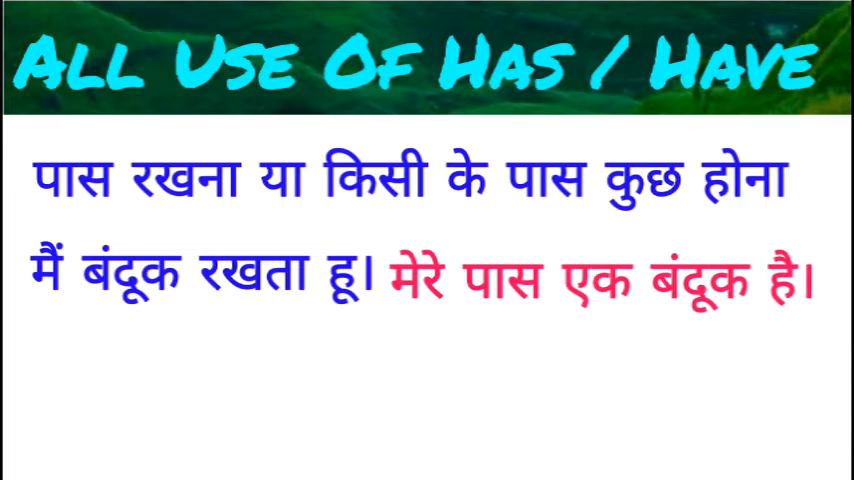 ALL USE OF HAS / HAVE
पास रखना या किसी के पास कुछ होना
मैं बंदूक रखता हू। मेरे पास एक बंदूक है।